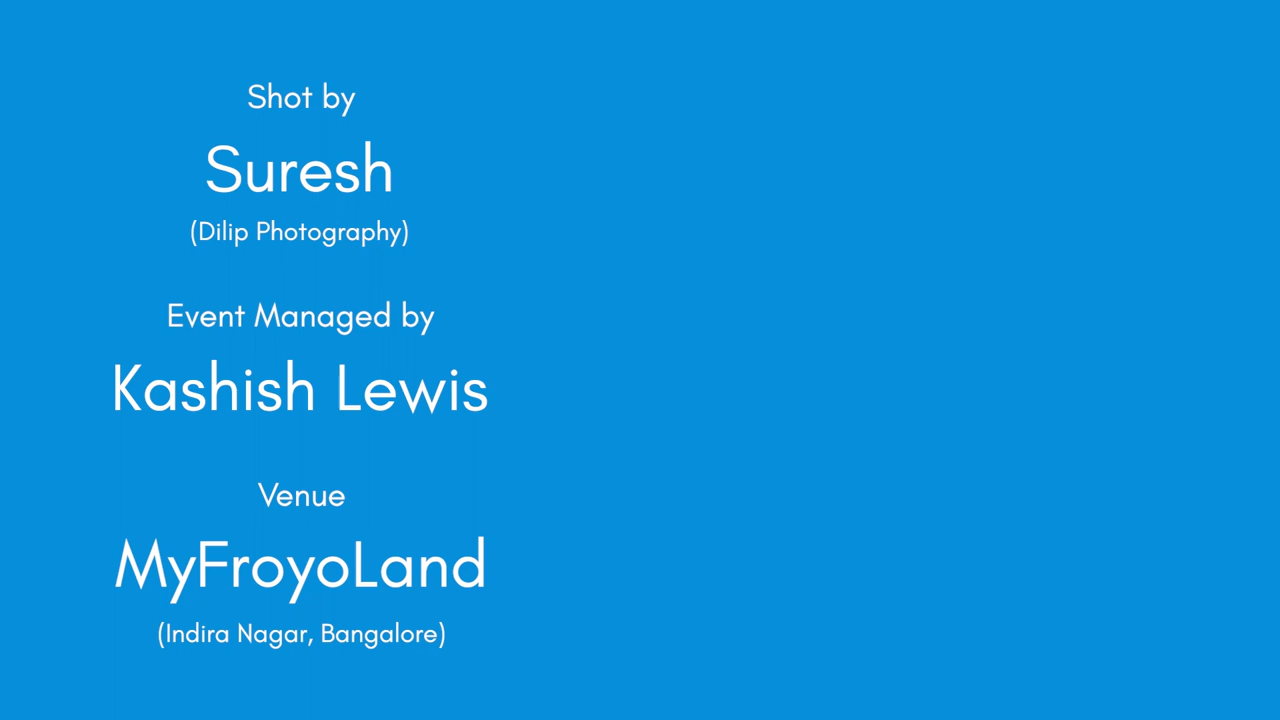 Shot by
Suresh
(Dilip Photography)
Event Managed by
Kashish Lewis
Venue
MyFroyoLand
(Indira Nagar, Bangalore)